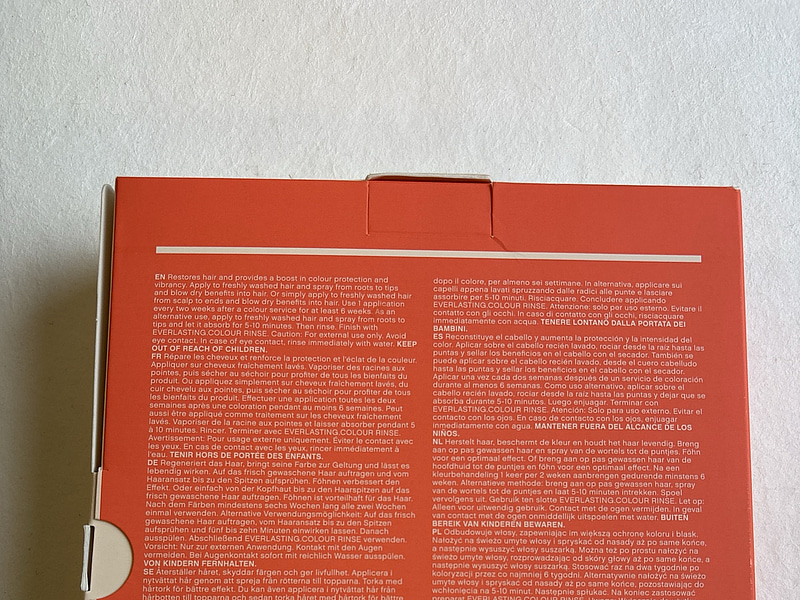 EN Restores hair and provides a boost in colour protection and
vibrancy. Apply to freshly washed hair and spray from roots to tips
and blow dry benefits into hair. Or simply apply to freshly washed hair
from scalp to ends and blow dry benefits into hair. Use 1 application
every two weeks after a colour service for at least 6 weeks. As an
alternative use, apply to freshly washed hair and spray from roots to
tips and let it absorb for 5-10 minutes. Then rinse. Finish with
EVERLASTING.COLOUR RINSE. Caution: For external use only. Avoid
eye contact. In case of eye contact, rinse immediately with water. KEEP
OUT OF REACH OF CHILDREN.
FR Répare les cheveux et renforce la protection et l'éclat de la couleur.
Appliquer sur cheveux fraîchement lavés. Vaporiser des racines aux
pointes, puis sécher au séchoir pour profiter de tous les bienfaits du
produit. Ou appliquez simplement sur cheveux fraîchement lavés, du
cuir chevelu aux pointes, puis sécher au séchoir pour profiter de tous
les bienfaits du produit. Effectuer une application toutes les deux
semaines après une coloration pendant au moins 6 semaines. Peut
aussi être appliqué comme traitement sur les cheveux fraîchement
lavés. Vaporiser de la racine aux pointes et laisser absorber pendant 5
à 10 minutes. Rincer. Terminer avec EVERLASTING.COLOUR RINSE.
Avertissement: Pour usage externe uniquement. Éviter le contact avec
les yeux. En cas de contact avec les yeux, rincer immédiatement à
l'eau. TENIR HORS DE PORTÉE DES ENFANTS.
DE Regeneriert das Haar, bringt seine Farbe zur Geltung und lässt es
lebendig wirken. Auf das frisch gewaschene Haar auftragen und vom
Haaransatz bis zu den Spitzen aufsprühen. Föhnen verbessert den
Effekt. Oder einfach von der Kopfhaut bis zu den Haarspitzen auf das
frisch gewaschene Haar auftragen. Föhnen ist vorteilhaft für das Haar.
Nach dem Färben mindestens sechs Wochen lang alle zwei Wochen
einmal verwenden. Alternative Verwendungsmöglichkeit: Auf das frisch
gewaschene Haar auftragen, vom Haaransatz bis zu den Spitzen
aufsprühen und fünf bis zehn Minuten einwirken lassen. Danach
ausspülen. Abschließend EVERLASTING.COLOUR RINSE verwenden.
Vorsicht: Nur zur externen Anwendung. Kontakt mit den Augen
vermeiden. Bei Augenkontakt sofort mit reichlich Wasser ausspülen.
VON KINDERN FERNHALTEN.
SE Återställer håret, skyddar färgen och ger livfullhet. Applicera i
nytvättat hår genom att spreja från rötterna till topparna. Torka med
hårtork för bättre effekt. Du kan även applicera i nytvättat hår från
hårbotten till topparna och sedan torka håret med hårtork för bättre
dopo il colore, per almeno sei settimane. In alternativa, applicare sui
capelli appena lavati spruzzando dalle radici alle punte e lasciare
assorbire per 5-10 minuti. Risciacquare. Concludere applicando
EVERLASTING.COLOUR RINSE. Attenzione: solo per uso esterno. Evitare il
contatto con gli occhi. In caso di contatto con gli occhi, risciacquare
immediatamente con acqua. TENERE LONTANO DALLA PORTATA DEI
BAMBINI.
ES Reconstituye el cabello y aumenta la protección y la intensidad del
color. Aplicar sobre el cabello recién lavado, rociar desde la raíz hasta las
puntas y sellar los beneficios en el cabello con el secador. También se
puede aplicar sobre el cabello recién lavado, desde el cuero cabelludo
hasta las puntas y sellar los beneficios en el cabello con el secador.
Aplicar una vez cada dos semanas después de un servicio de coloración
durante al menos 6 semanas. Como uso alternativo, aplicar sobre el
cabello recién lavado, rociar desde la raíz hasta las puntas y dejar que se
absorba durante 5-10 minutos. Luego enjuagar. Terminar con
EVERLASTING.COLOUR RINSE. Atención: Solo para uso externo. Evitar el
contacto con los ojos. En caso de contacto con los ojos, enjuagar
inmediatamente con agua. MANTENER FUERA DEL ALCANCE DE LOS
NIÑOS.
NL Herstelt haar, beschermt de kleur en houdt het haar levendig. Breng
aan op pas gewassen haar en spray van de wortels tot de puntjes. Föhn
voor een optimaal effect. Of breng aan op pas gewassen haar van de
hoofdhuid tot de puntjes en föhn voor een optimaal effect. Na een
kleurbehandeling 1 keer per 2 weken aanbrengen gedurende minstens 6
weken. Alternatieve methode: breng aan op pas gewassen haar, spray
van de wortels tot de puntjes en laat 5-10 minuten intrekken. Spoel
vervolgens uit. Gebruik ten slotte EVERLASTING.COLOUR RINSE. Let op:
Alleen voor uitwendig gebruik. Contact met de ogen vermijden. In geval
van contact met de ogen onmiddellijk uitspoelen met water. BUITEN
BEREIK VAN KINDEREN BEWAREN.
PL Odbudowuje włosy, zapewniając im większą ochronę koloru i blask.
Nałożyć na świeżo umyte włosy i spryskać od nasady aż po same końce,
a następnie wysuszyć włosy suszarką. Można też po prostu nałożyć na
świeżo umyte włosy, rozprowadzając od skóry głowy aż po same końce, a
następnie wysuszyć włosy suszarką. Stosować raz na dwa tygodnie po
koloryzacji przez co najmniej 6 tygodni. Alternatywnie nałożyć na świeżo
umyte włosy i spryskać od nasady aż po same końce, pozostawiając do
wchłonięcia na 5-10 minut. Następnie spłukać. Na koniec zastosować
preparat EVERLASTING.COLOUR RINSE.